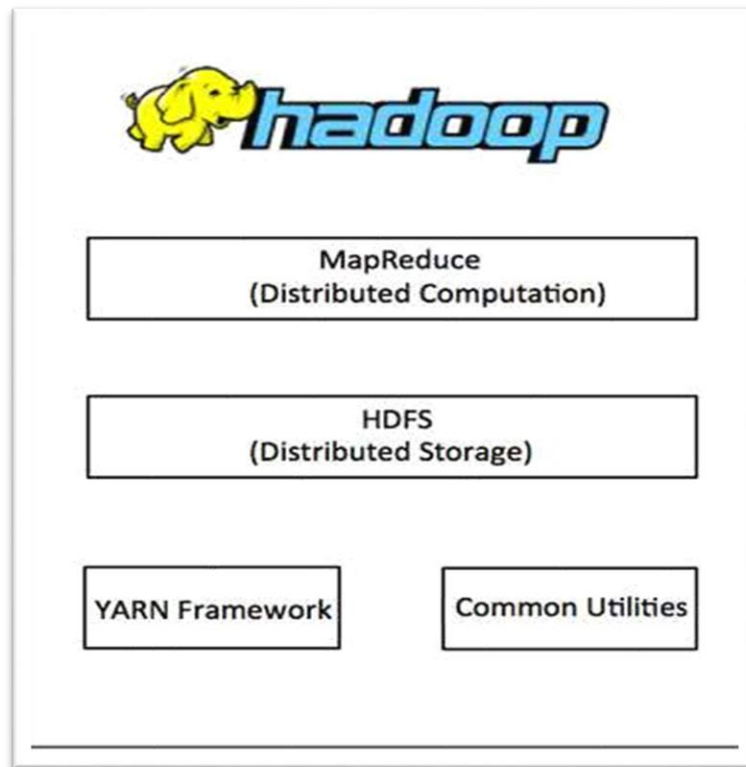 hadoop
MapReduce
(Distributed Computation)
HDFS
(Distributed Storage)
YARN Framework
Common Utilities